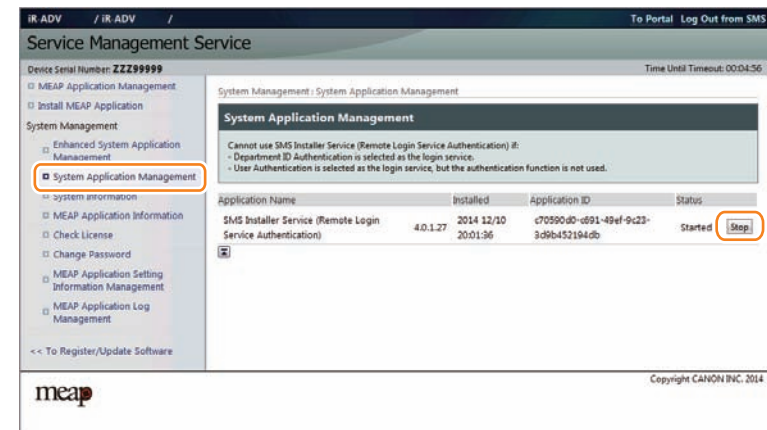 iR ADV / iR ADV /
To Portal Log Out from SMS
Service Management Service
Device Serial Number: ZZZ99999
Time Until Timeout: 00:04:56
MEAP Application Management
Install MEAP Application
System Management
Enhanced System Application
Management
System Application Management
System Information
MEAP Application Information
Check License
Change Password
MEAP Application Setting
Information Management
MEAP Application Log
Management
<< To Register/Update Software
System Management : System Application Management
System Application Management
Cannot use SMS Installer Service (Remote Login Service Authentication) if:
- Department ID Authentication is selected as the login service.
- User Authentication is selected as the login service, but the authentication function is not used.
Application Name Installed Application ID Status
SMS Installer Service (Remote Login
Service Authentication)
4.0.1.27
2014 12/10
20:01:36
c70590d0-c691-49ef-9c23-
3d9b452194db
Started
Stop
meap
Copyright CANON INC. 2014